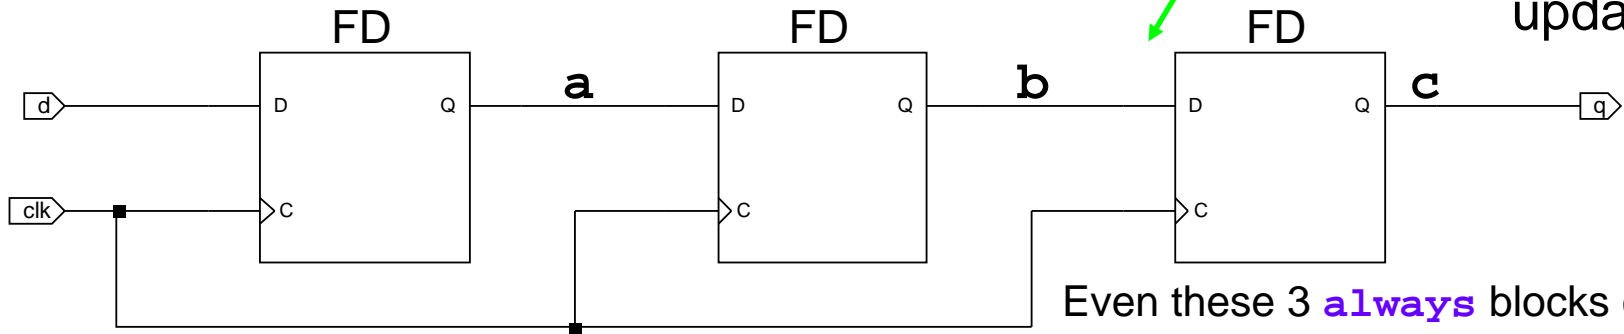 FD FD FD
upda
a b c
d D Q D Q D Q q
clk C C C
Even these 3 always blocks